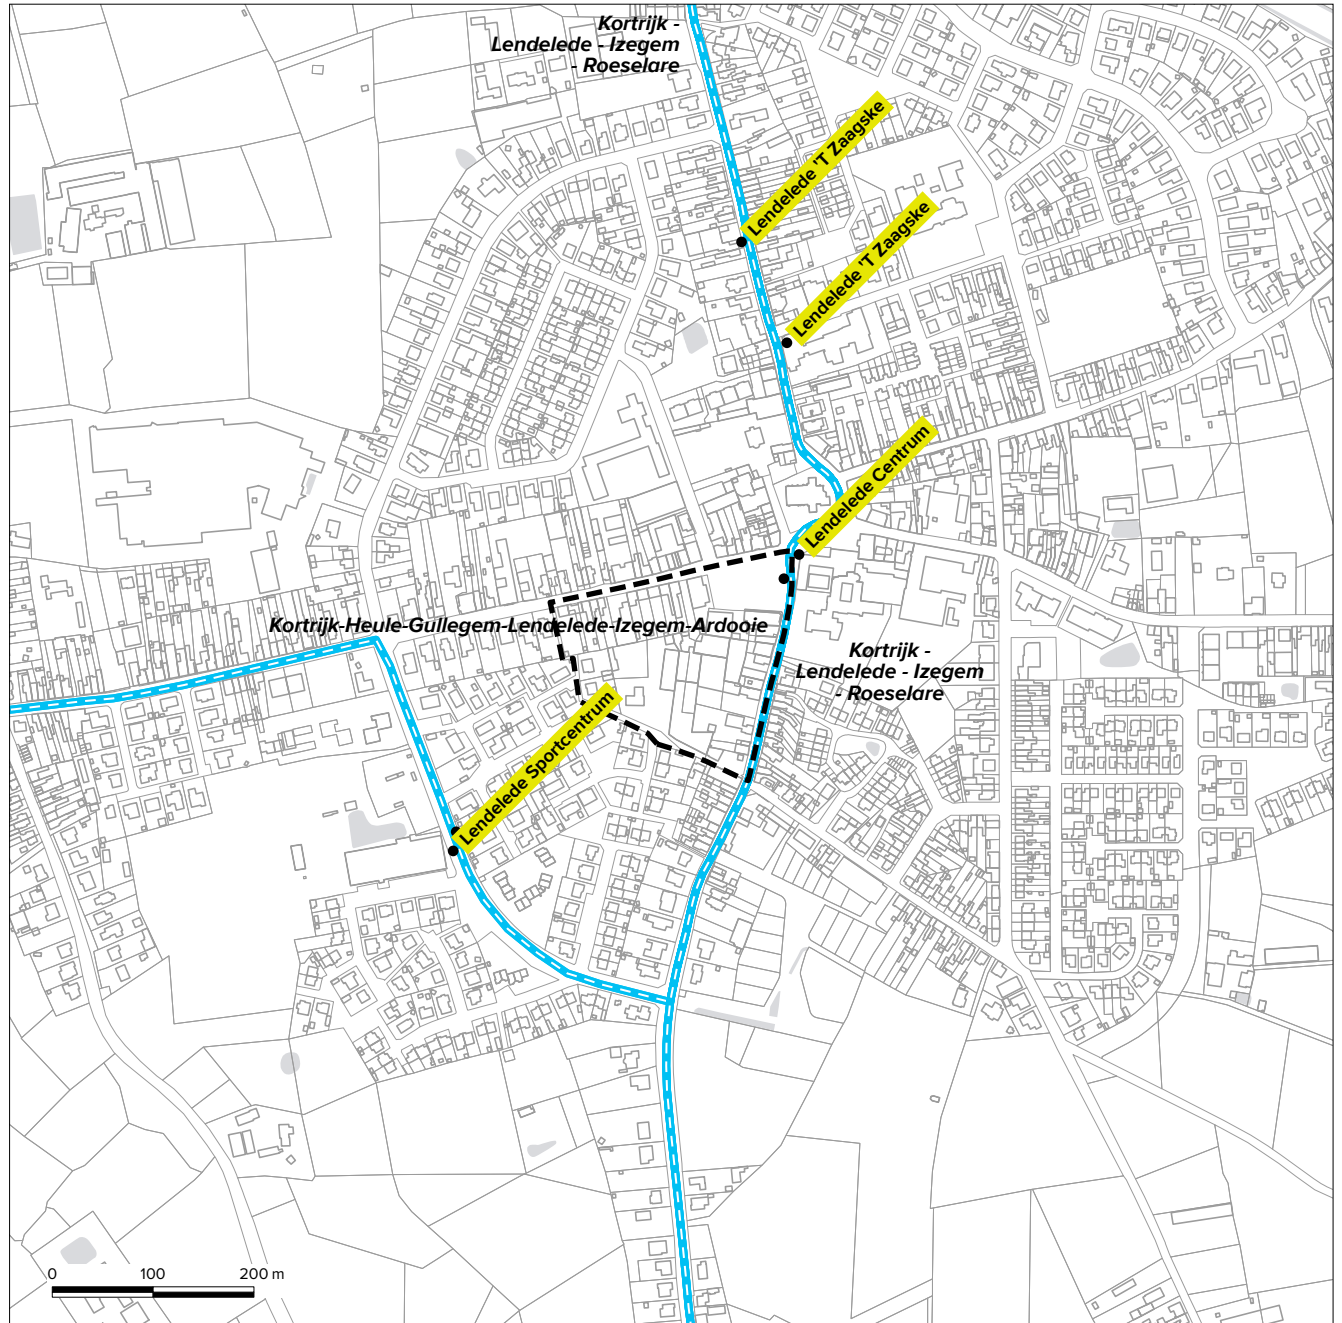 Kortrijk -
Lendelede - Izegem
- Roeselare
Lendelede 'T Zaagske
Lendelede 'T Zaagske
Lendelede Centrum
Kortrijk-Heule-Gullegem-Lendelede-Izegem-Ardooie
Kortrijk -
Lendelede - Izegem
- Roeselare
Lendelede Sportcentrum
0 100 200 m